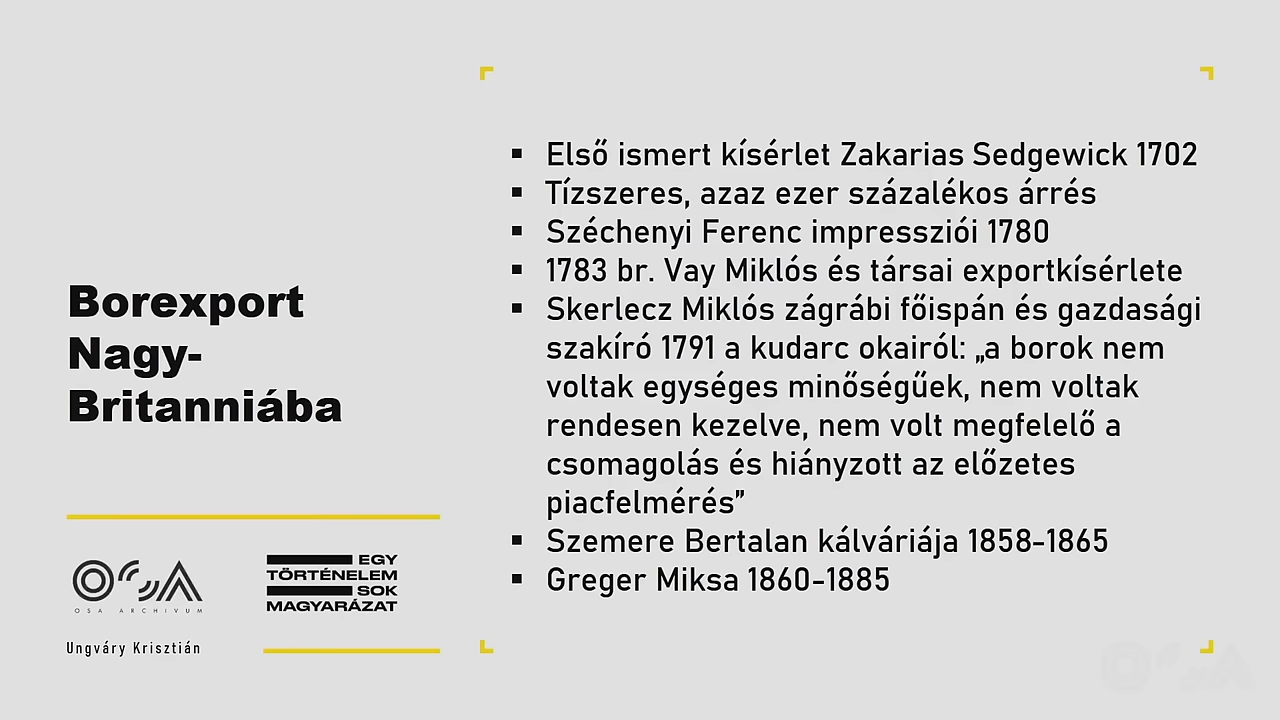 Borexport
Nagy-
Britanniába
▪ Első ismert kísérlet Zakarias Sedgewick 1702
▪ Tízszeres, azaz ezer százalékos árrés
▪ Széchenyi Ferenc impressziói 1780
▪ 1783 br. Vay Miklós és társai exportkísérlete
▪ Skerlecz Miklós zágrábi főispán és gazdasági
szakíró 1791 a kudarc okairól: „a borok nem
voltak egységes minőségűek, nem voltak
rendesen kezelve, nem volt megfelelő a
csomagolás és hiányzott az előzetes
piacfelmérés”
▪ Szemere Bertalan kálváriája 1858-1865
▪ Greger Miksa 1860-1885
OSA
OSA ARCHIVUM
EGY
TÖRTÉNELEM
SOK
MAGYARÁZAT
Ungváry Krisztián
OSA